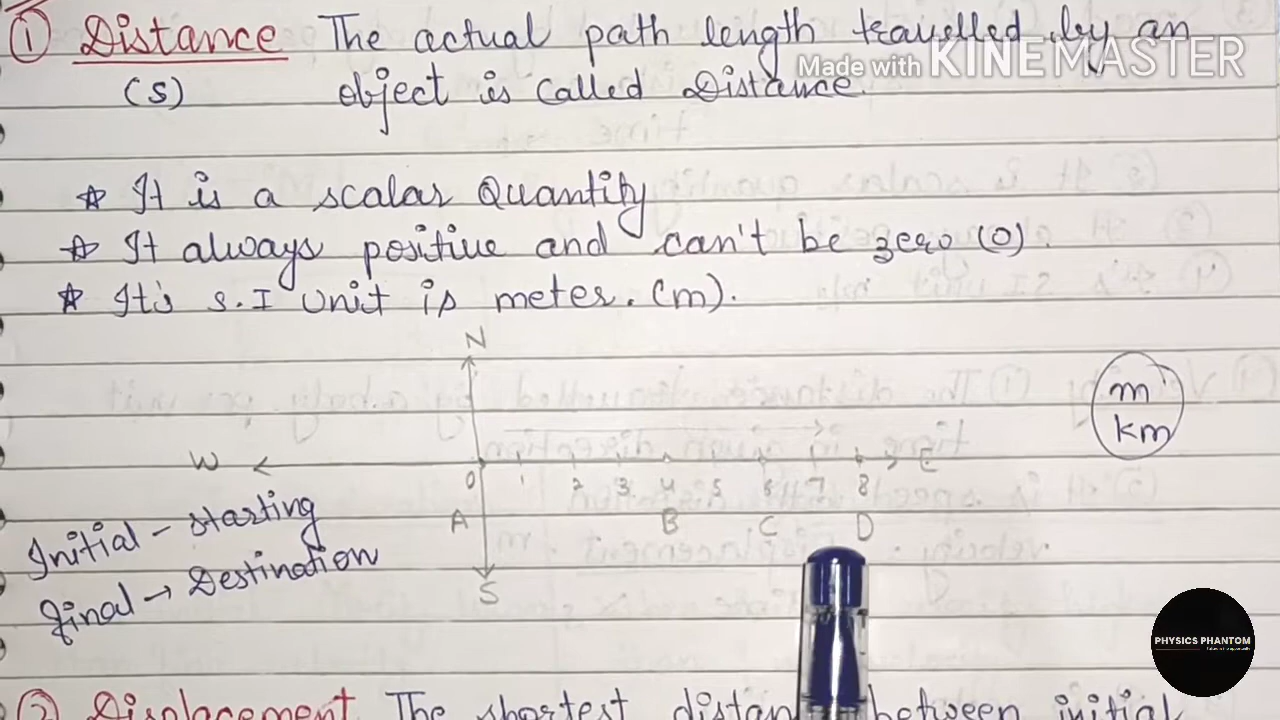 ① Distance The actual path length travelled by an
Made with KINEMASTER
(S) object is called Distance.
☆ It is a scalar Quantity
☆ It always positive and can't be zero (0).
☆ It's S.I Unit is meter. (m).
N
m
km
W E
0 1 2 3 4 5 6 7 8
A B C D
Initial - Starting
final → Destination
S
PHYSICS PHANTOM
② Displacement The shortest distan between initial